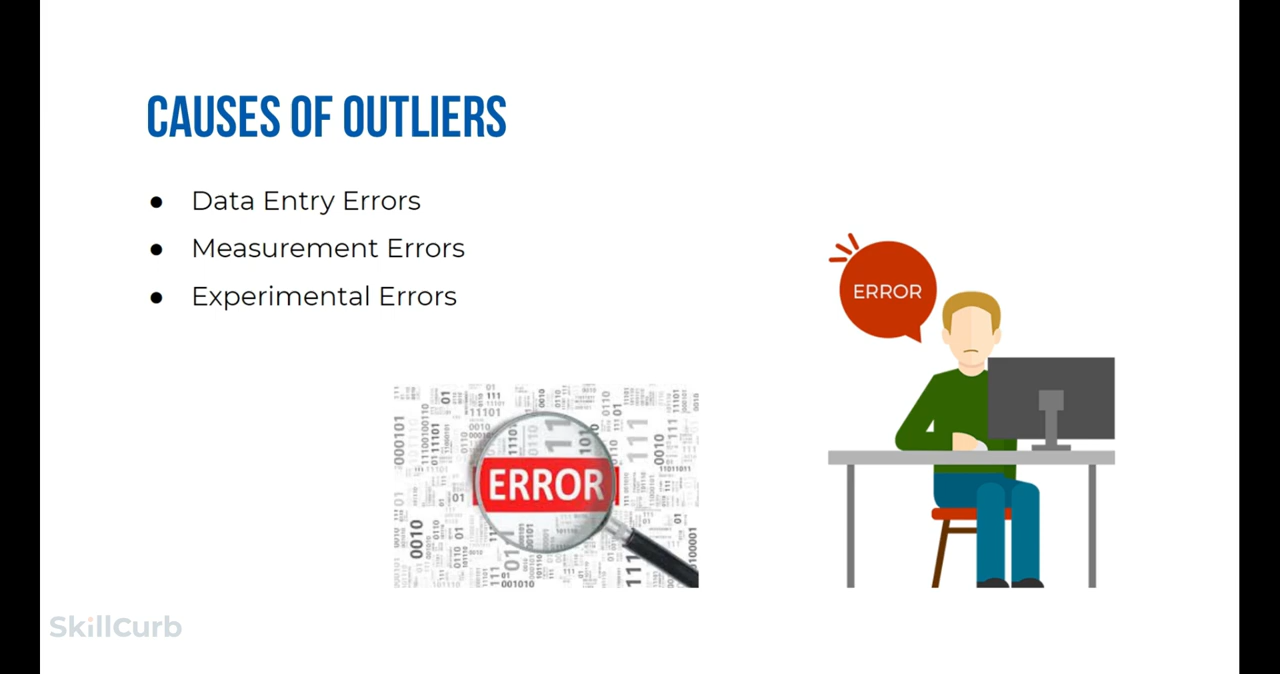 CAUSES OF OUTLIERS
● Data Entry Errors
● Measurement Errors
● Experimental Errors
ERROR
ERROR
SkillCurb